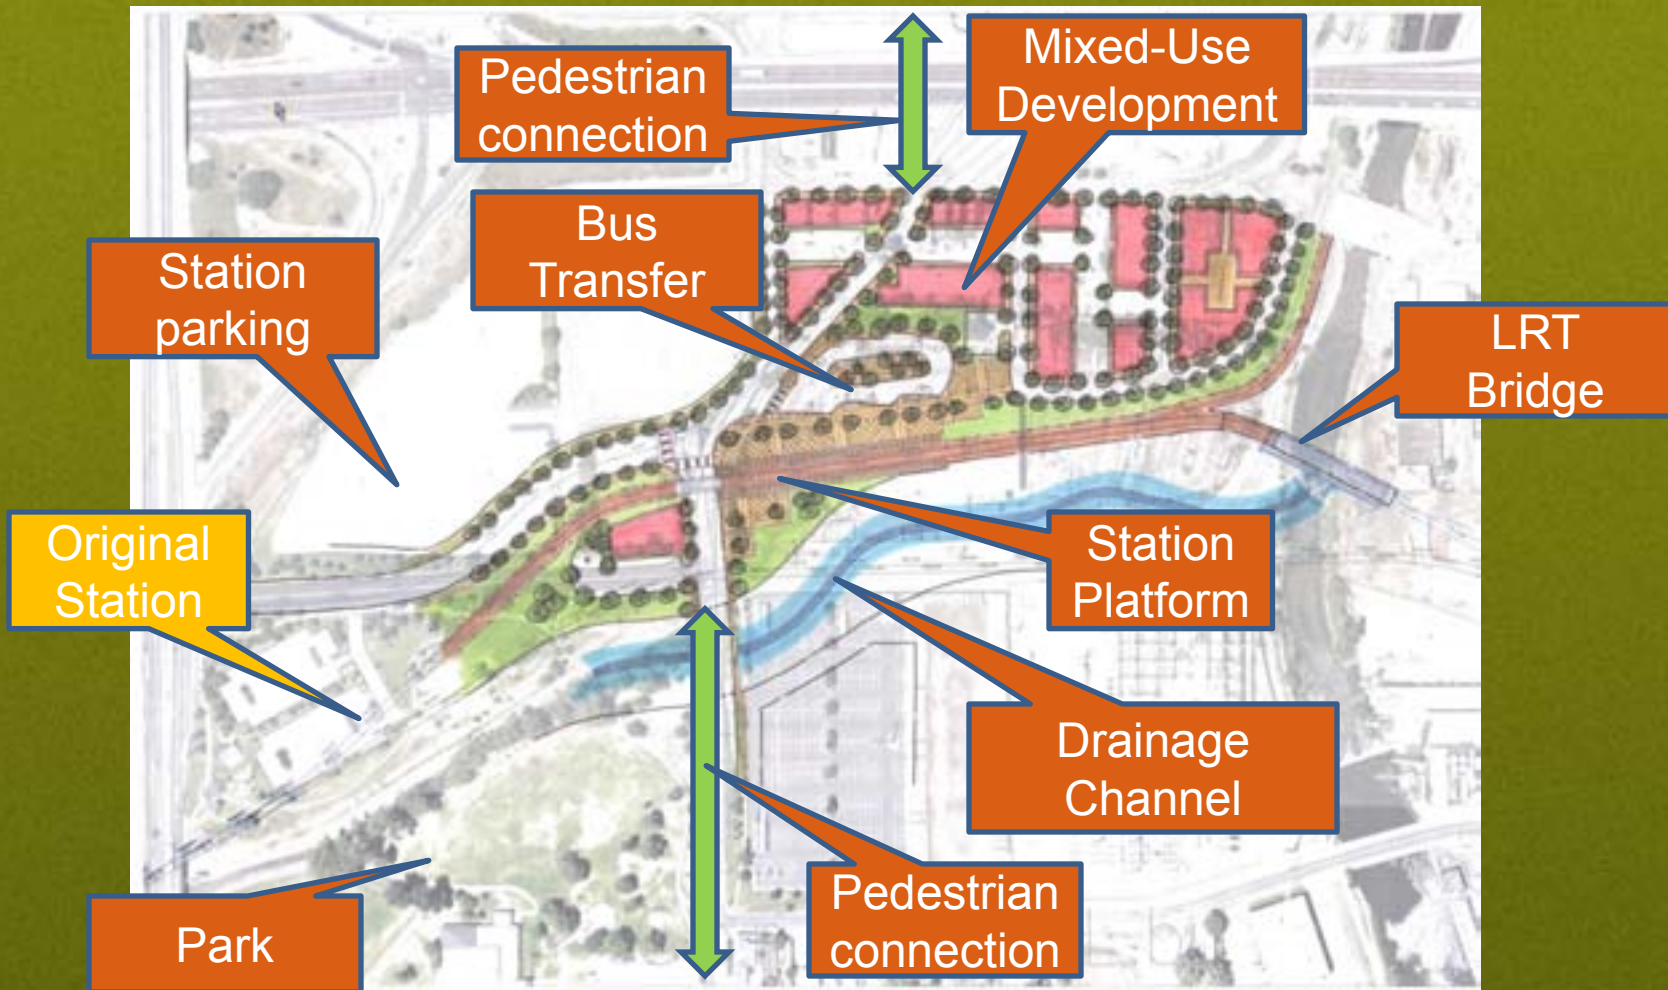 Pedestrian
connection
Mixed-Use
Development
Bus
Transfer
Station
parking
LRT
Bridge
Original
Station
Station
Platform
Drainage
Channel
Pedestrian
connection
Park